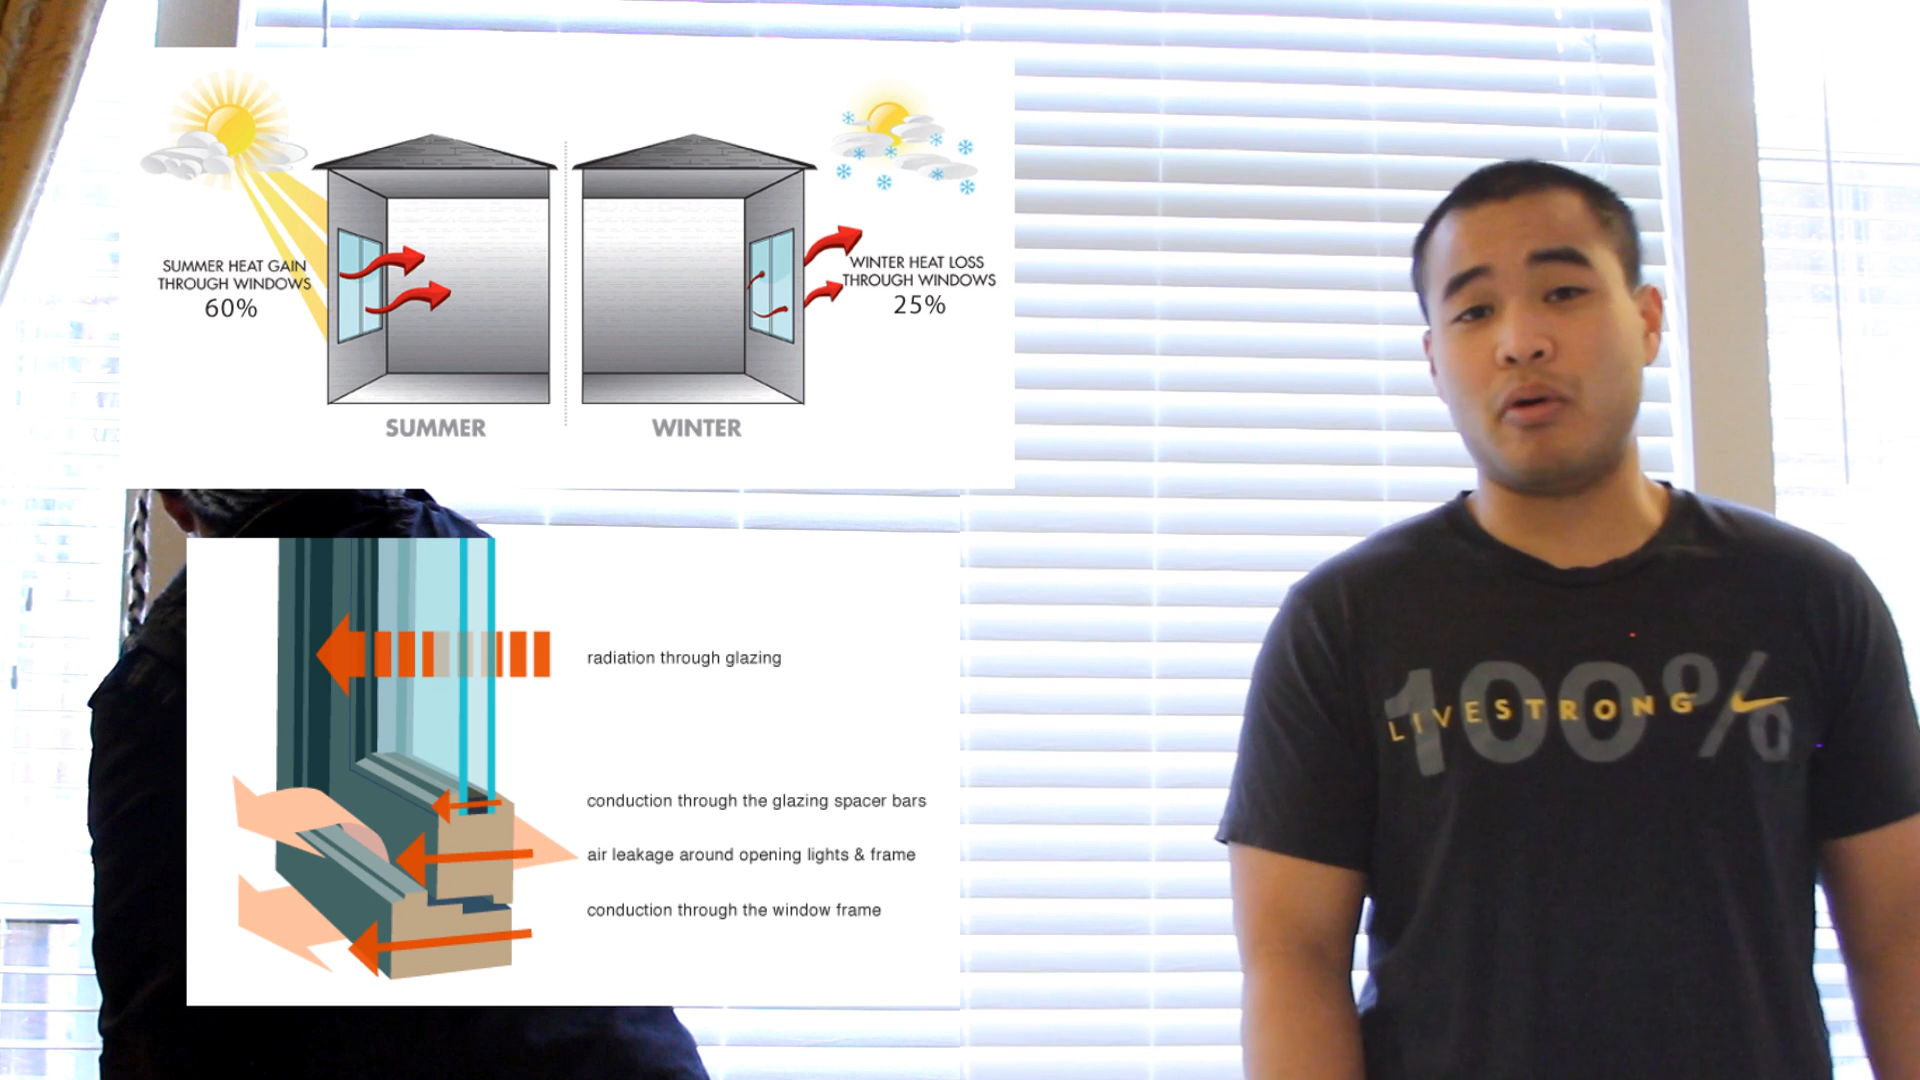 SUMMER HEAT GAIN
THROUGH WINDOWS
60%
WINTER HEAT LOSS
THROUGH WINDOWS
25%
SUMMER
WINTER
radiation through glazing
conduction through the glazing spacer bars
air leakage around opening lights & frame
conduction through the window frame
100%
LIVESTRONG